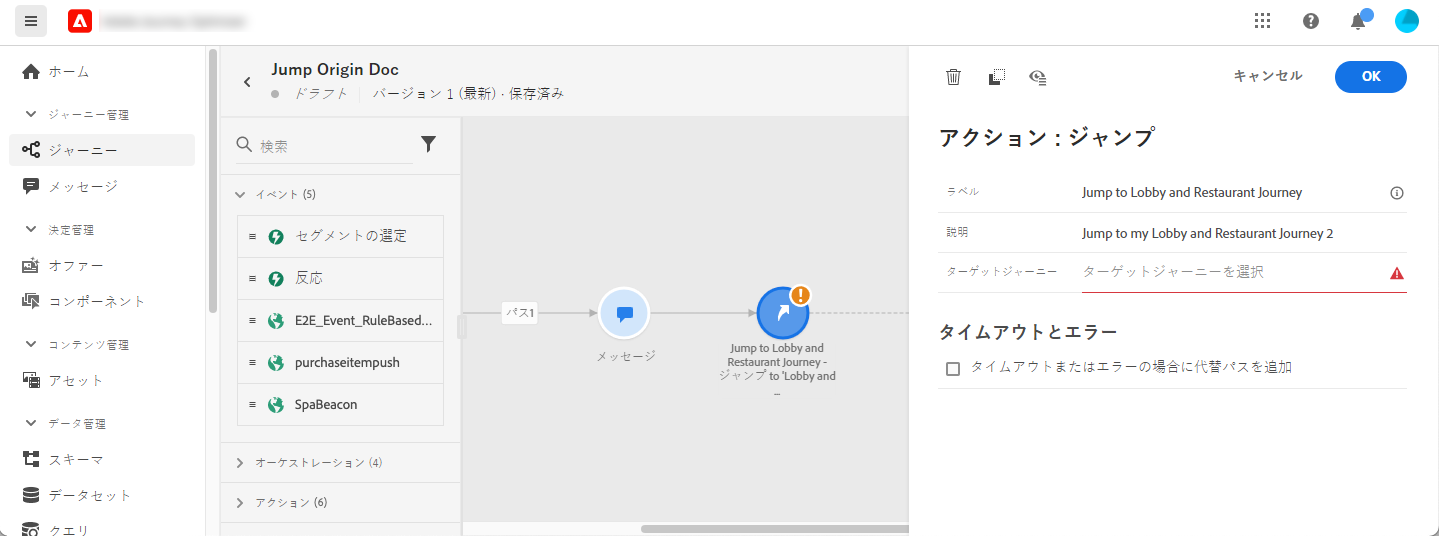 ホーム
ジャーニー管理
ジャーニー
メッセージ
決定管理
オファー
コンポーネント
コンテンツ管理
アセット
データ管理
スキーマ
データセット
クエリ
Jump Origin Doc
ドラフト
バージョン 1 (最新) · 保存済み
検索
イベント (5)
セグメントの選定
反応
E2E_Event_RuleBased...
purchaseitempush
SpaBeacon
オーケストレーション (4)
アクション (6)
パス1
メッセージ
Jump to Lobby and
Restaurant Journey -
ジャンプ to 'Lobby and
...
キャンセル
OK
アクション : ジャンプ
ラベル
Jump to Lobby and Restaurant Journey
説明
Jump to my Lobby and Restaurant Journey 2
ターゲットジャーニー
ターゲットジャーニーを選択
タイムアウトとエラー
タイムアウトまたはエラーの場合に代替パスを追加